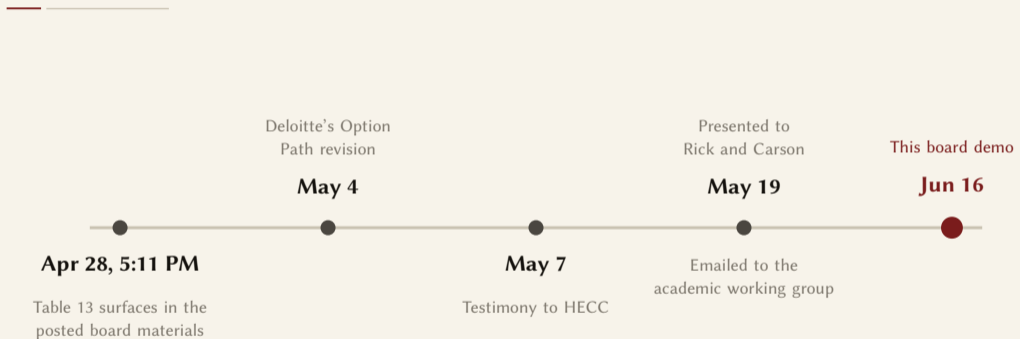 Deloitte's Option
Path revision
May 4
Presented to
Rick and Carson
May 19
This board demo
Jun 16
Apr 28, 5:11 PM
Table 13 surfaces in the
posted board materials
May 7
Testimony to HECC
Emailed to the
academic working group